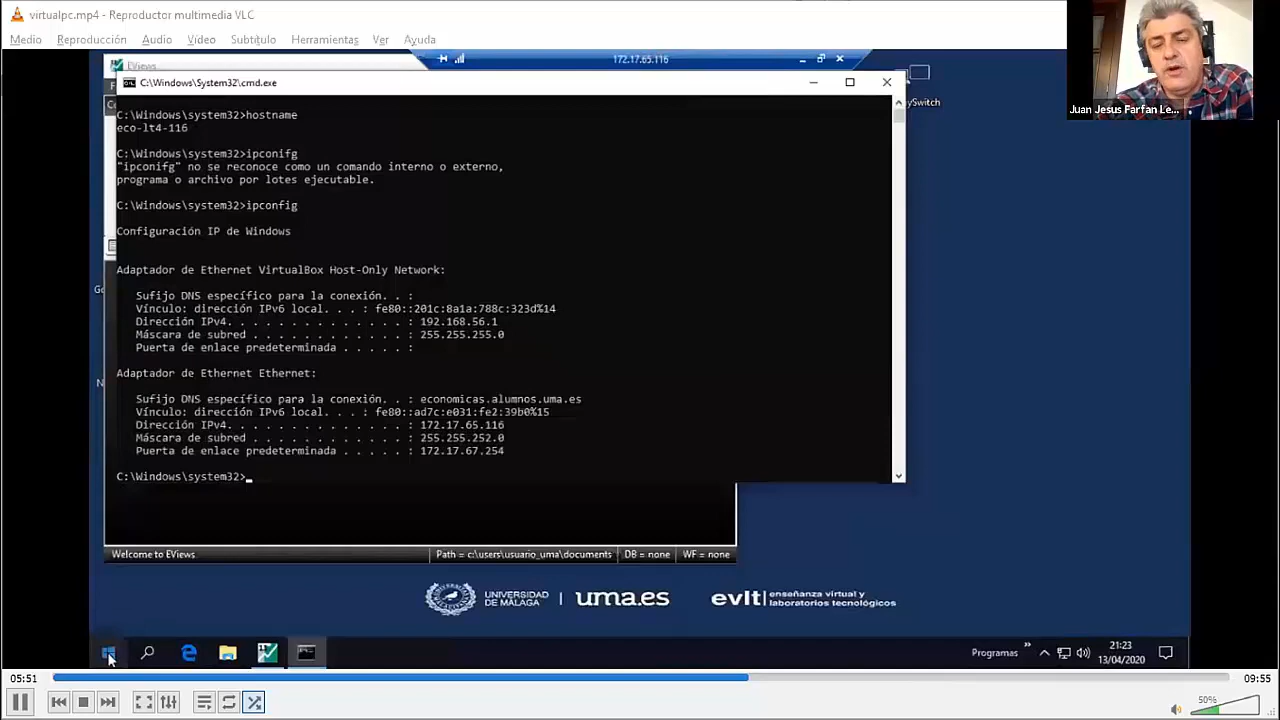 virtualpc.mp4 - Reproductor multimedia VLC
Medio Reproducción Audio Vídeo Subtítulo Herramientas Ver Ayuda
Juan Jesus Farfan Le...
EViews
172.17.65.116
C:\Windows\System32\cmd.exe
C:\Windows\system32>hostname
eco-lt4-116
C:\Windows\system32>ipconifg
"ipconifg" no se reconoce como un comando interno o externo,
programa o archivo por lotes ejecutable.
C:\Windows\system32>ipconfig
Configuración IP de Windows
Adaptador de Ethernet VirtualBox Host-Only Network:
Sufijo DNS específico para la conexión. . :
Vínculo: dirección IPv6 local. . . : fe80::201c:8a1a:788c:323d%14
Dirección IPv4. . . . . . . . . . . . . . : 192.168.56.1
Máscara de subred . . . . . . . . . . . . : 255.255.255.0
Puerta de enlace predeterminada . . . . . :
Adaptador de Ethernet Ethernet:
Sufijo DNS específico para la conexión. . : economicas.alumnos.uma.es
Vínculo: dirección IPv6 local. . . : fe80::ad7c:e031:fe2:39b0%15
Dirección IPv4. . . . . . . . . . . . . . : 172.17.65.116
Máscara de subred . . . . . . . . . . . . : 255.255.252.0
Puerta de enlace predeterminada . . . . . : 172.17.67.254
C:\Windows\system32>
Welcome to EViews Path = c:\users\usuario_uma\documents DB = none WF = none
UNIVERSIDAD
DE MÁLAGA
uma.es
evlt
enseñanza virtual y
laboratorios tecnológicos
Programas
21:23
13/04/2020
05:51
09:55
50%